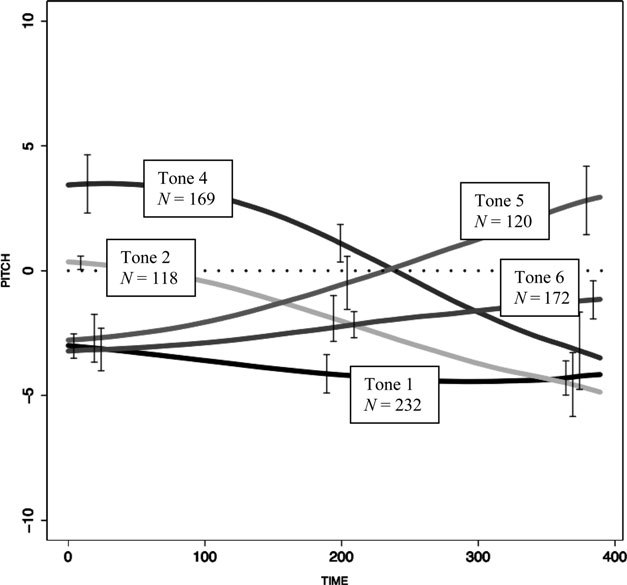 10
5
0
−5
−10
PITCH
Tone 4
N = 169
Tone 5
N = 120
Tone 2
N = 118
Tone 6
N = 172
Tone 1
N = 232
0 100 200 300 400
TIME